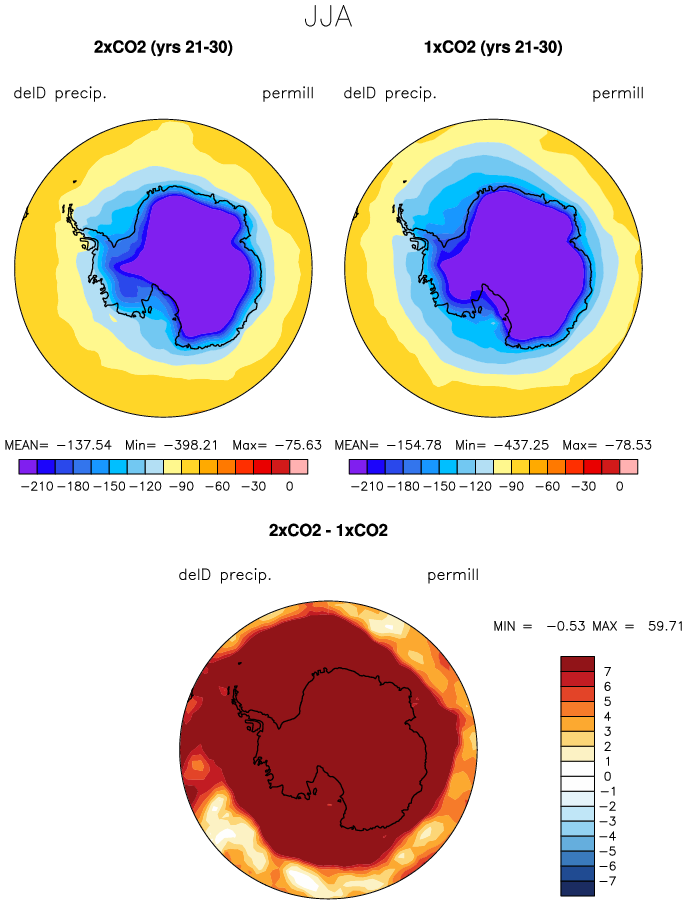 JJA
2xCO2 (yrs 21-30) 1xCO2 (yrs 21-30)
delD precip. permill delD precip. permill
MEAN= −137.54 Min= −398.21 Max= −75.63 MEAN= −154.78 Min= −437.25 Max= −78.53
−210 −180 −150 −120 −90 −60 −30 0 −210 −180 −150 −120 −90 −60 −30 0
2xCO2 - 1xCO2
delD precip. permill
MIN = −0.53 MAX = 59.71
7
6
5
4
3
2
1
0
−1
−2
−3
−4
−5
−6
−7